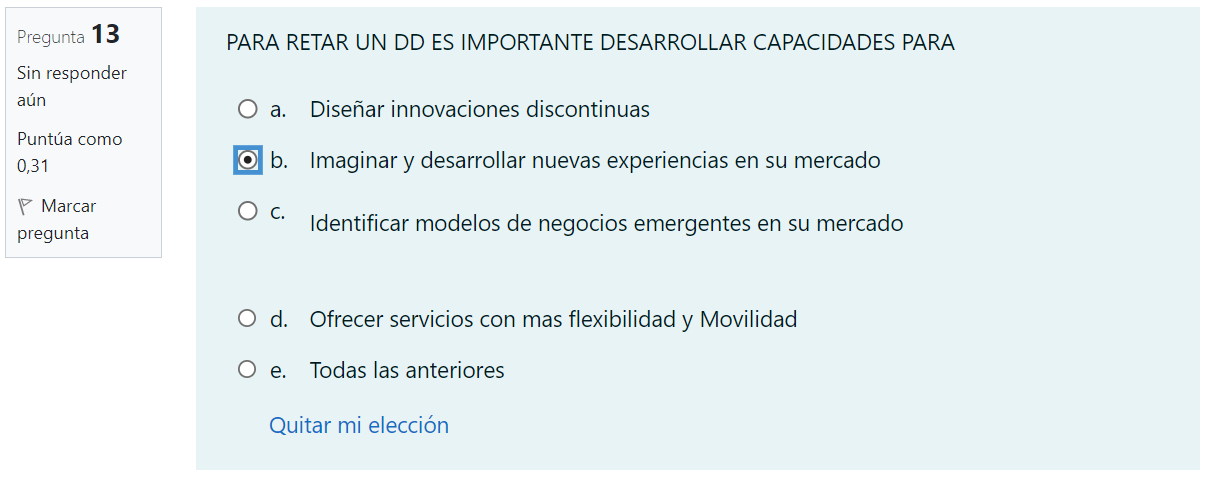 Pregunta 13
Sin responder
aún
Puntúa como
0,31
Marcar
pregunta
PARA RETAR UN DD ES IMPORTANTE DESARROLLAR CAPACIDADES PARA
a. Diseñar innovaciones discontinuas
b. Imaginar y desarrollar nuevas experiencias en su mercado
c. Identificar modelos de negocios emergentes en su mercado
d. Ofrecer servicios con mas flexibilidad y Movilidad
e. Todas las anteriores
Quitar mi elección